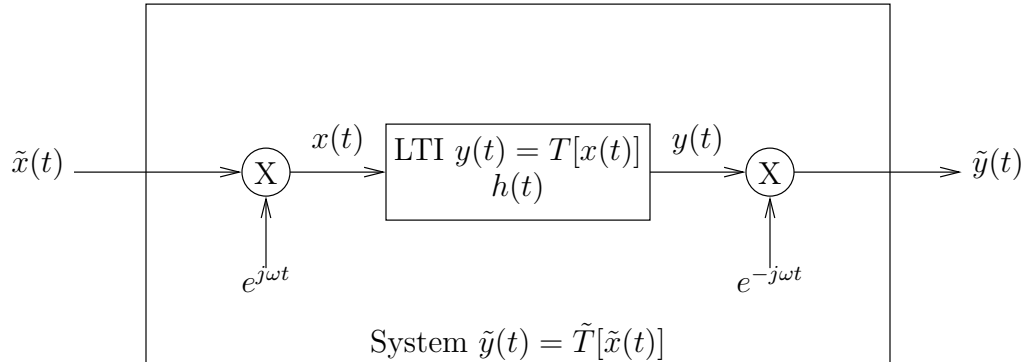 x̃(t)
X
x(t)
LTI y(t) = T[x(t)]
h(t)
y(t)
X
ỹ(t)
e^{jωt}
e^{-jωt}
System ỹ(t) = T̃[x̃(t)]